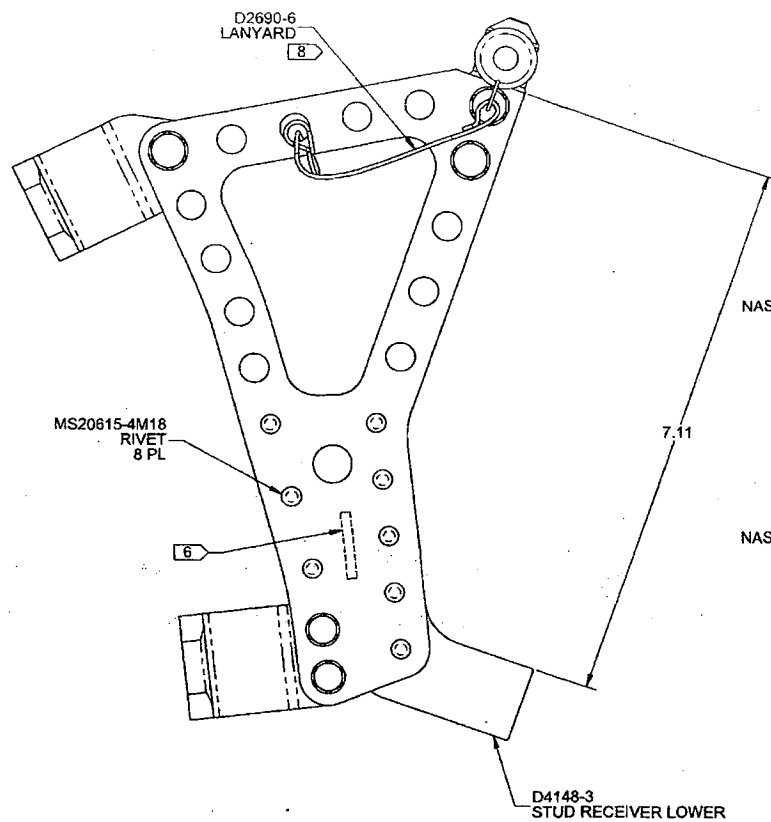 D2690-6
LANYARD
8
NAS
MS20615-4M18
RIVET
8 PL
7.11
6
NAS
D4148-3
STUD RECEIVER LOWER